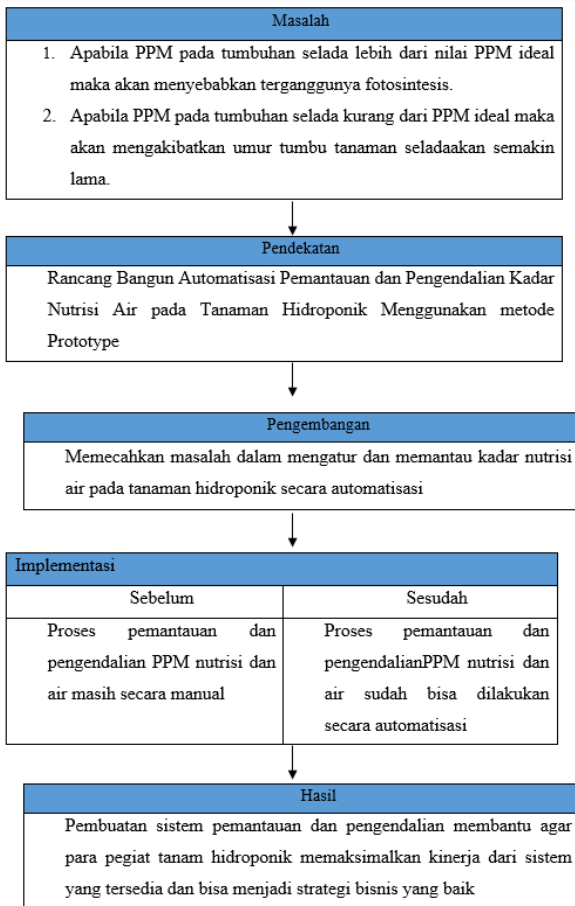 Masalah
1. Apabila PPM pada tumbuhan selada lebih dari nilai PPM ideal
maka akan menyebabkan terganggunya fotosintesis.
2. Apabila PPM pada tumbuhan selada kurang dari PPM ideal maka
akan mengakibatkan umur tumbu tanaman seladaakan semakin
lama.
Pendekatan
Rancang Bangun Automatisasi Pemantauan dan Pengendalian Kadar
Nutrisi Air pada Tanaman Hidroponik Menggunakan metode
Prototype
Pengembangan
Memecahkan masalah dalam mengatur dan memantau kadar nutrisi
air pada tanaman hidroponik secara automatisasi
Implementasi
Sebelum
Proses pemantauan dan
pengendalian PPM nutrisi dan
air masih secara manual
Sesudah
Proses pemantauan dan
pengendalianPPM nutrisi dan
air sudah bisa dilakukan
secara automatisasi
Hasil
Pembuatan sistem pemantauan dan pengendalian membantu agar
para pegiat tanam hidroponik memaksimalkan kinerja dari sistem
yang tersedia dan bisa menjadi strategi bisnis yang baik